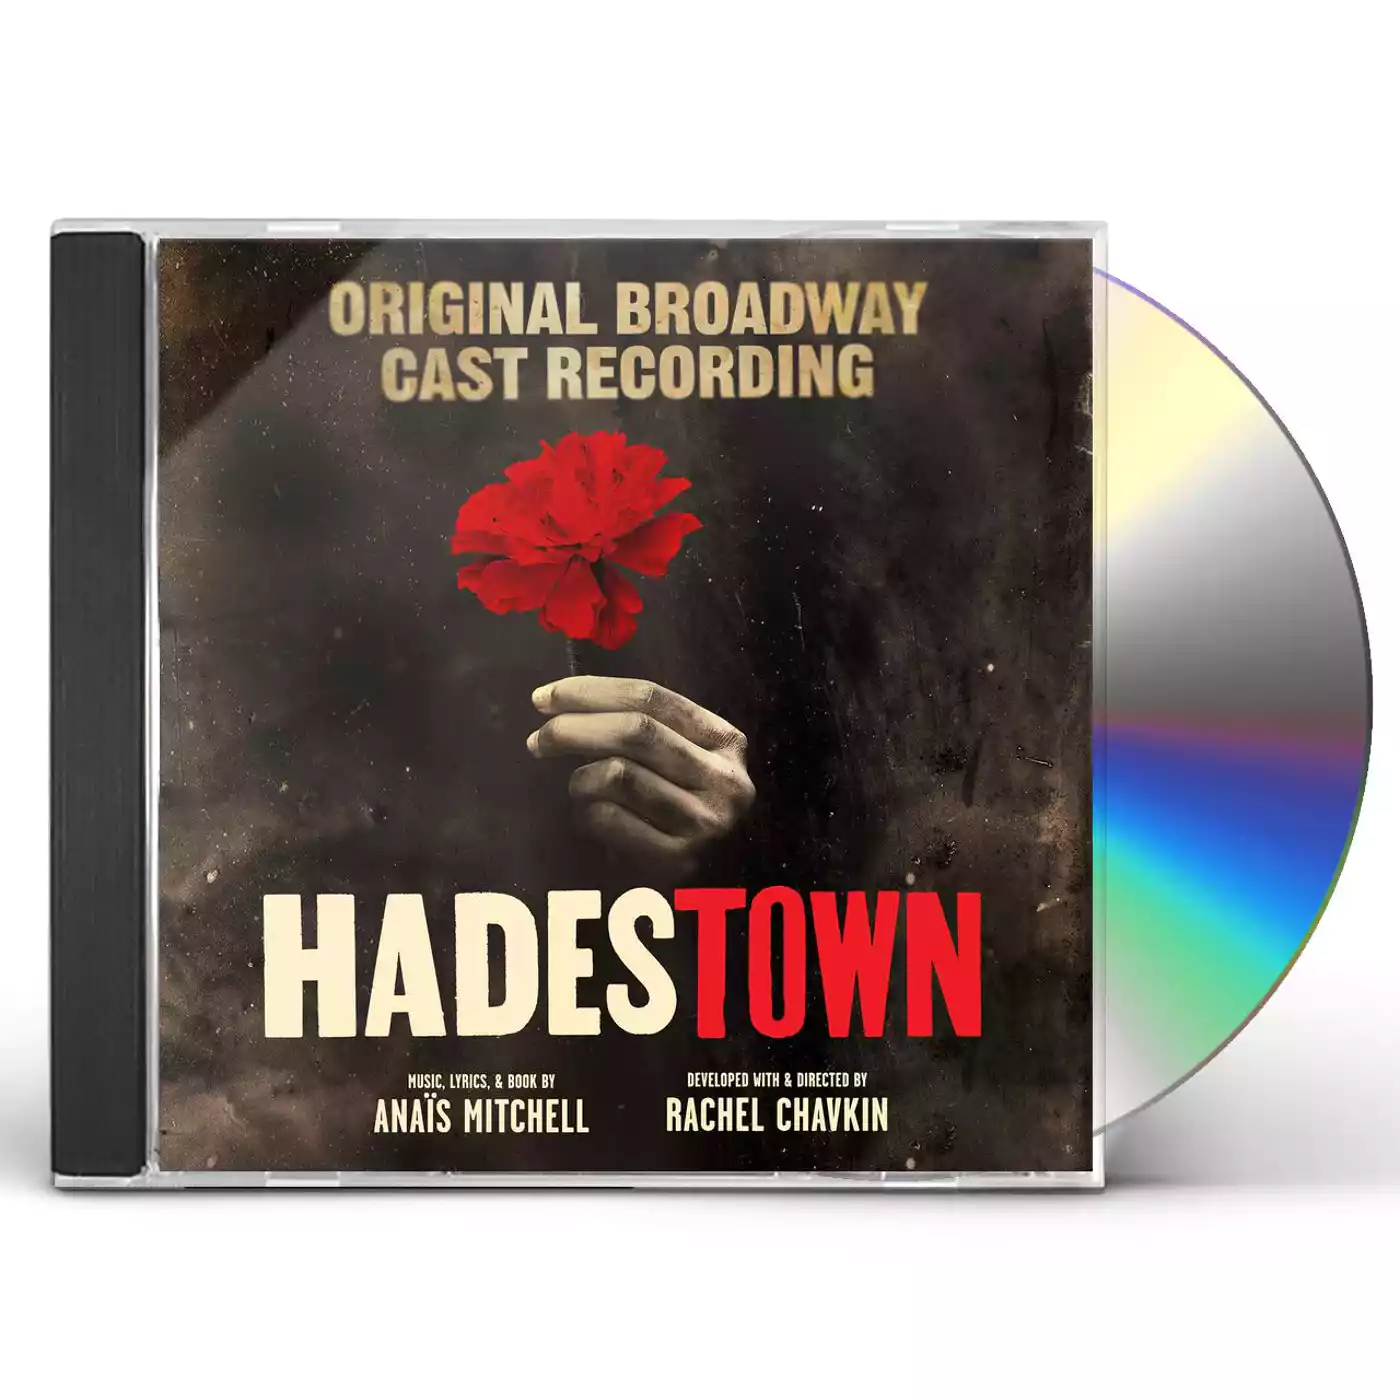 ORIGINAL BROADWAY
CAST RECORDING
HADESTOWN
MUSIC, LYRICS, & BOOK BY
ANAÏS MITCHELL
DEVELOPED WITH & DIRECTED BY
RACHEL CHAVKIN